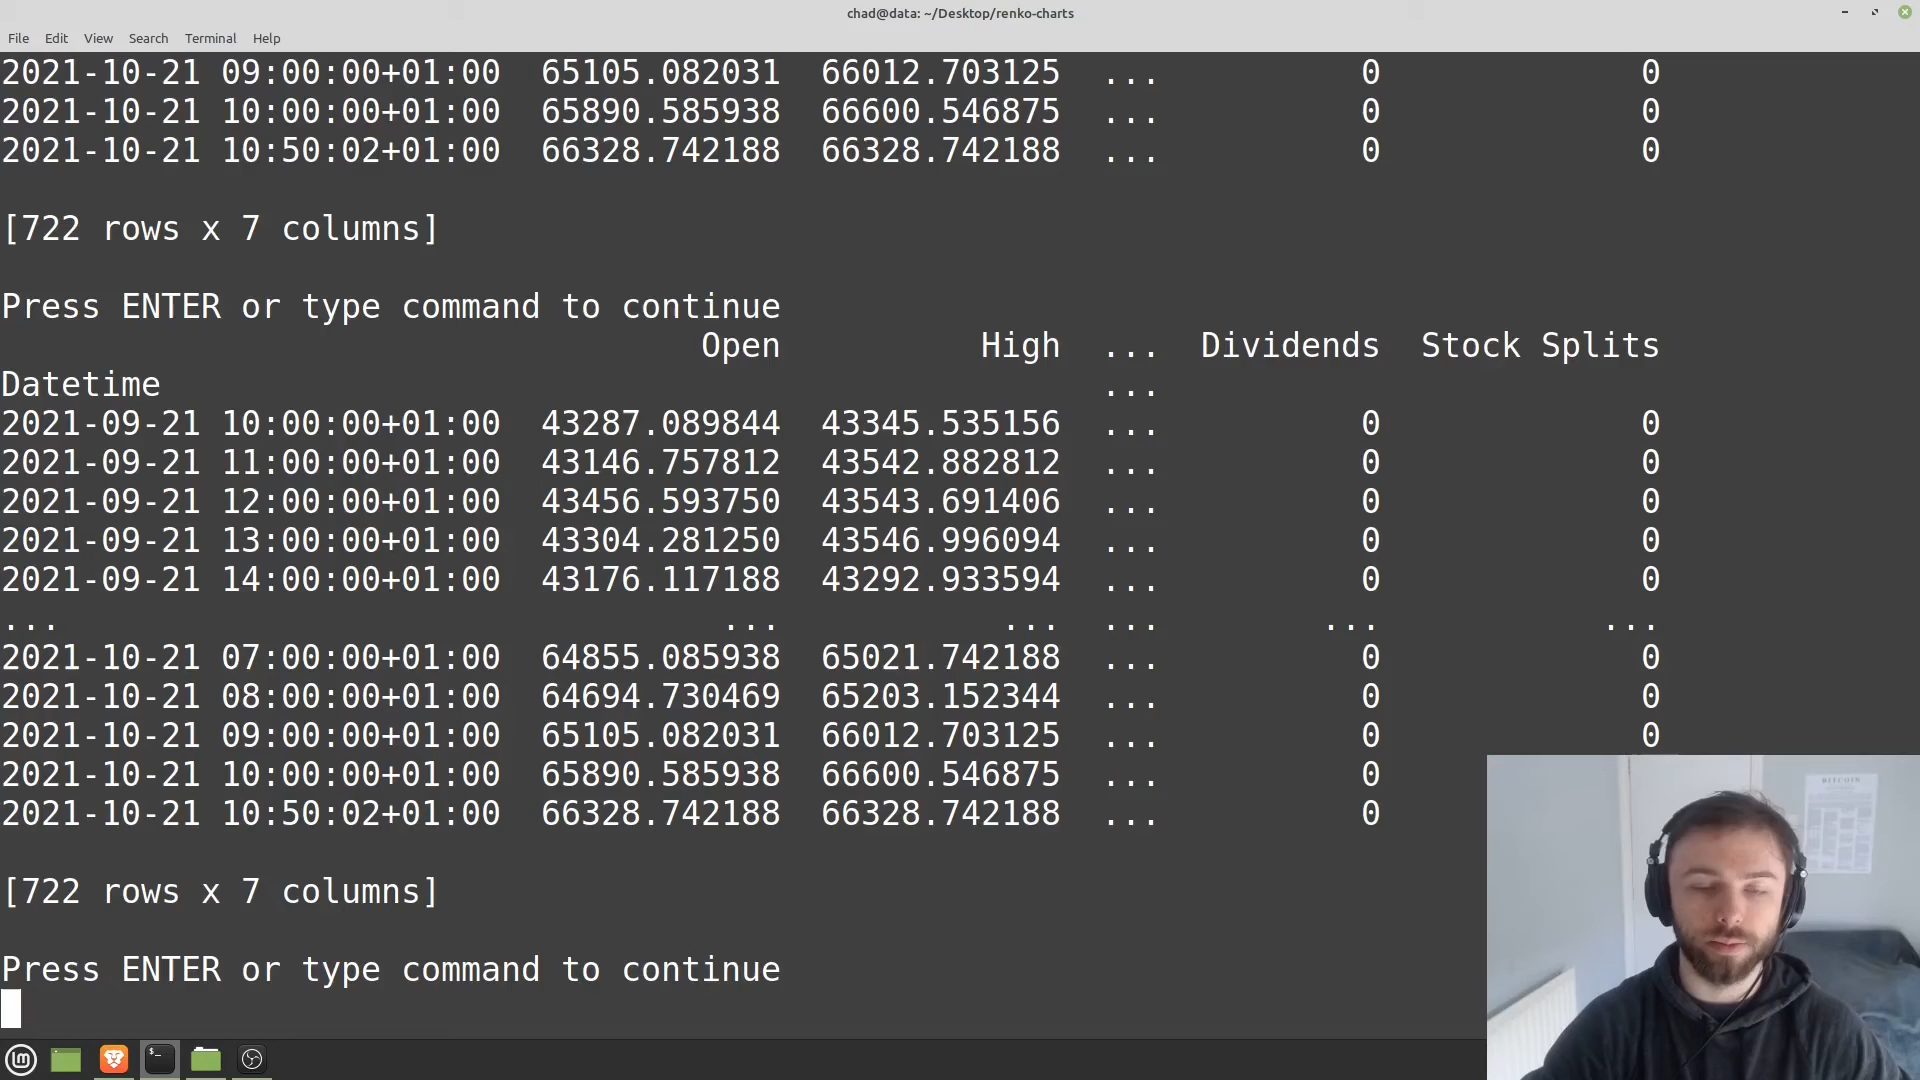 chad@data: ~/Desktop/renko-charts
File Edit View Search Terminal Help
2021-10-21 09:00:00+01:00 65105.082031 66012.703125 ... 0 0
2021-10-21 10:00:00+01:00 65890.585938 66600.546875 ... 0 0
2021-10-21 10:50:02+01:00 66328.742188 66328.742188 ... 0 0
[722 rows x 7 columns]
Press ENTER or type command to continue
Open High ... Dividends Stock Splits
Datetime ...
2021-09-21 10:00:00+01:00 43287.089844 43345.535156 ... 0 0
2021-09-21 11:00:00+01:00 43146.757812 43542.882812 ... 0 0
2021-09-21 12:00:00+01:00 43456.593750 43543.691406 ... 0 0
2021-09-21 13:00:00+01:00 43304.281250 43546.996094 ... 0 0
2021-09-21 14:00:00+01:00 43176.117188 43292.933594 ... 0 0
... ... ... ... ... ...
2021-10-21 07:00:00+01:00 64855.085938 65021.742188 ... 0 0
2021-10-21 08:00:00+01:00 64694.730469 65203.152344 ... 0 0
2021-10-21 09:00:00+01:00 65105.082031 66012.703125 ... 0 0
2021-10-21 10:00:00+01:00 65890.585938 66600.546875 ... 0
2021-10-21 10:50:02+01:00 66328.742188 66328.742188 ... 0
[722 rows x 7 columns]
Press ENTER or type command to continue
BITCOIN
$_
lm